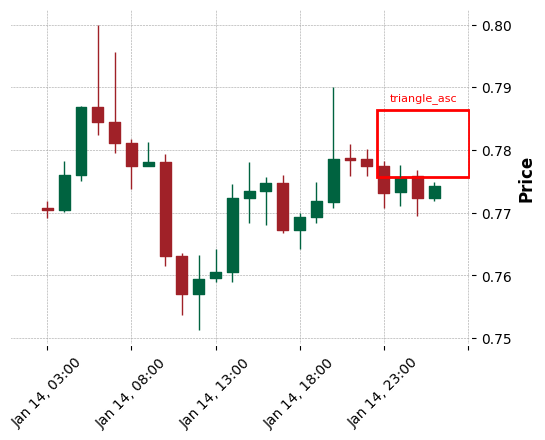 0.80
0.79
triangle_asc
0.78
0.77
0.76
0.75
Price
Jan 14, 03:00
Jan 14, 08:00
Jan 14, 13:00
Jan 14, 18:00
Jan 14, 23:00